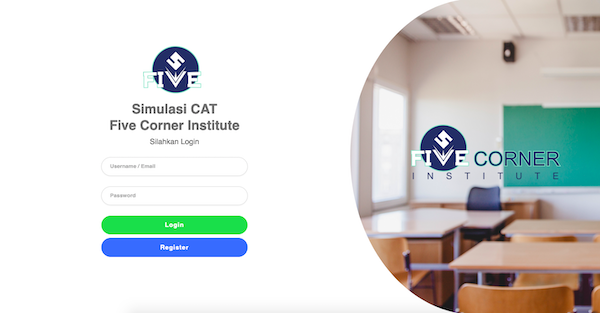 FIVE
Simulasi CAT
Five Corner Institute
Silahkan Login
Username / Email
Password
Login
Register
FIVE CORNER
INSTITUTE